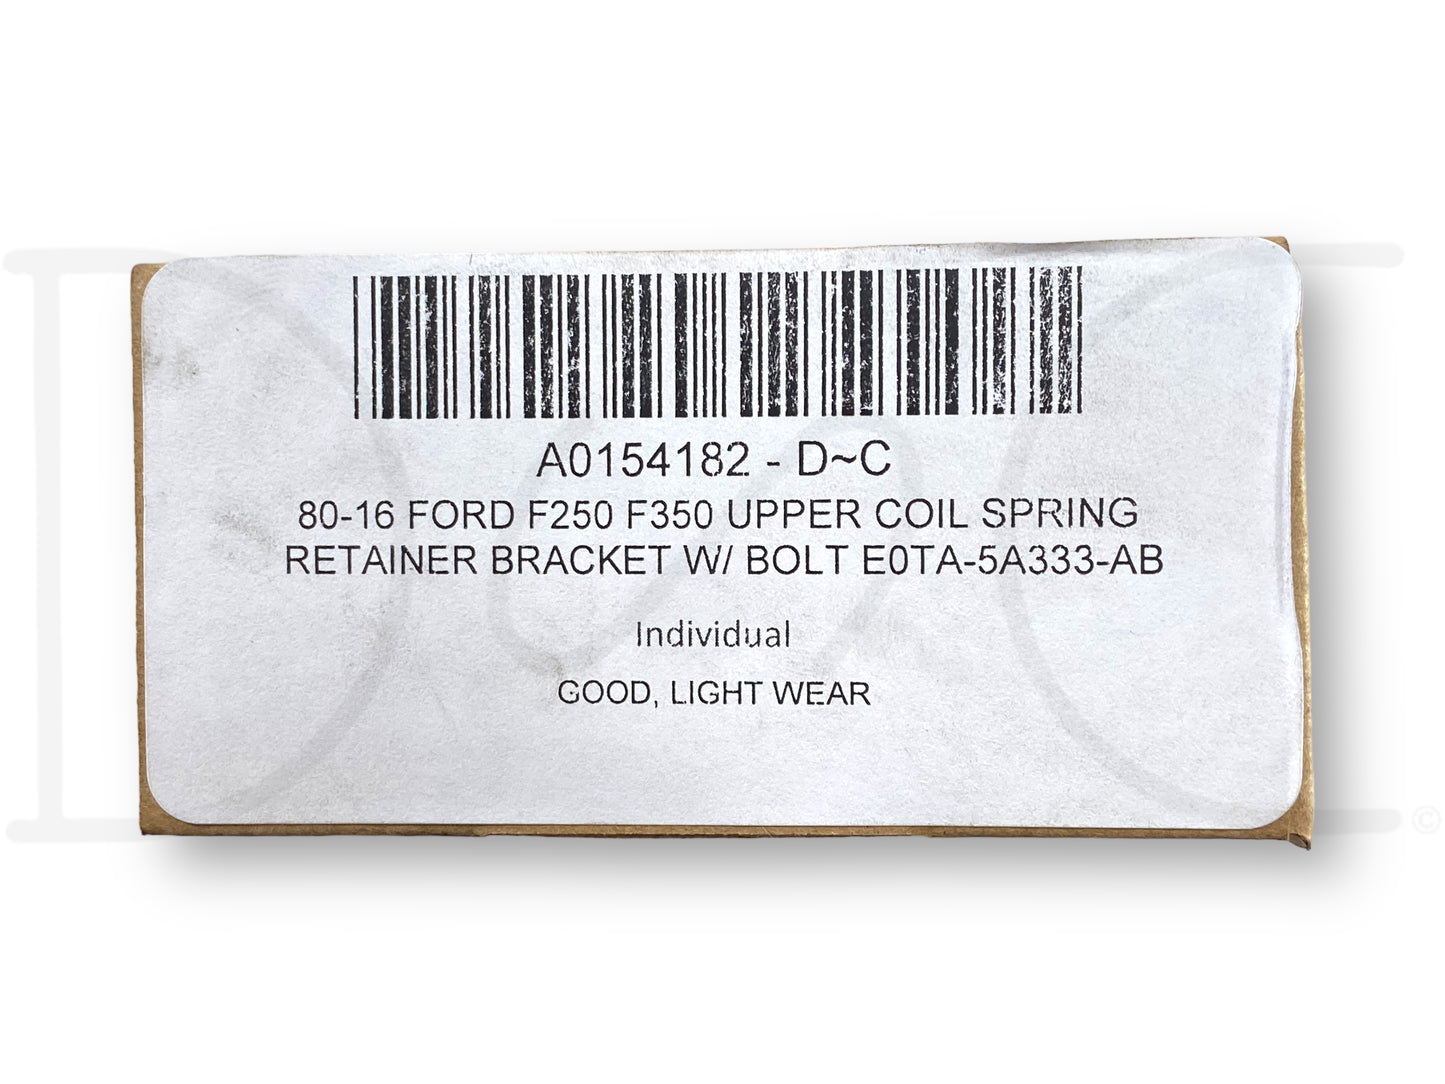 A0154182 - D~C
80-16 FORD F250 F350 UPPER COIL SPRING
RETAINER BRACKET W/ BOLT E0TA-5A333-AB
Individual
GOOD, LIGHT WEAR
©